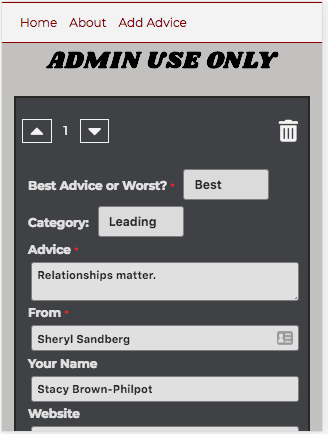 Home About Add Advice
ADMIN USE ONLY
1
Best Advice or Worst? * Best
Category: Leading
Advice *
Relationships matter.
From *
Sheryl Sandberg
Your Name
Stacy Brown-Philpot
Website